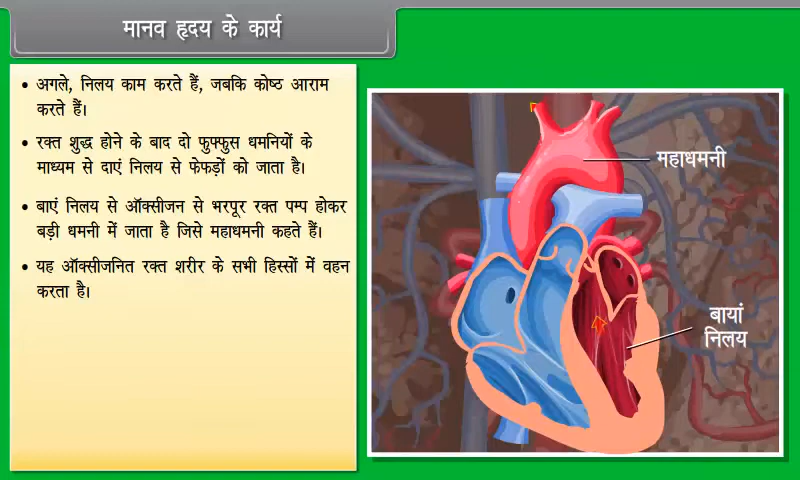 मानव हृदय के कार्य
• अगले, निलय काम करते हैं, जबकि कोष्ठ आराम
करते हैं।
• रक्त शुद्ध होने के बाद दो फुफ्फुस धमनियों के
माध्यम से दाएं निलय से फेफड़ों को जाता है।
• बाएं निलय से ऑक्सीजन से भरपूर रक्त पम्प होकर
बड़ी धमनी में जाता है जिसे महाधमनी कहते हैं।
• यह ऑक्सीजनित रक्त शरीर के सभी हिस्सों में वहन
करता है।
महाधमनी
बायां
निलय